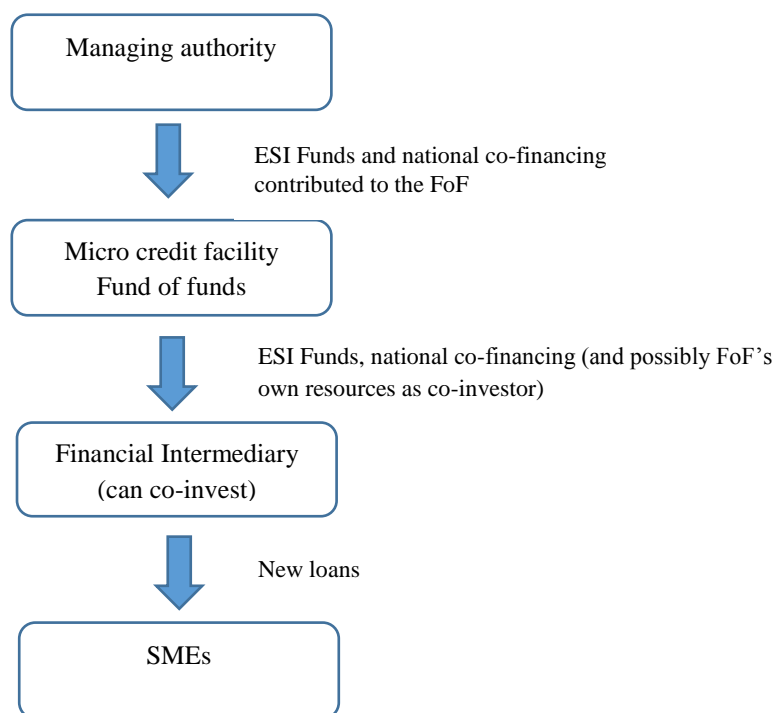 Managing authority
ESI Funds and national co-financing
contributed to the FoF
Micro credit facility
Fund of funds
ESI Funds, national co-financing (and possibly FoF’s
own resources as co-investor)
Financial Intermediary
(can co-invest)
New loans
SMEs